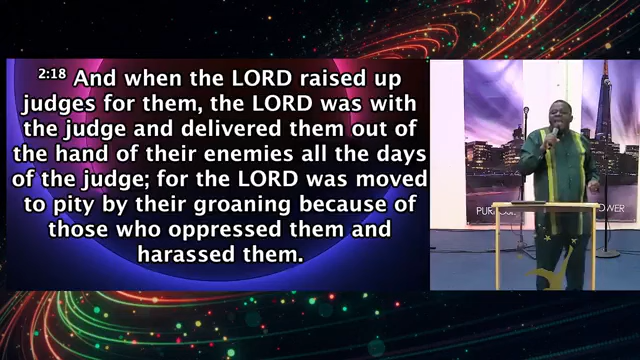 2:18 And when the LORD raised up
judges for them, the LORD was with
the judge and delivered them out of
the hand of their enemies all the days
of the judge; for the LORD was moved
to pity by their groaning because of
those who oppressed them and
harassed them.